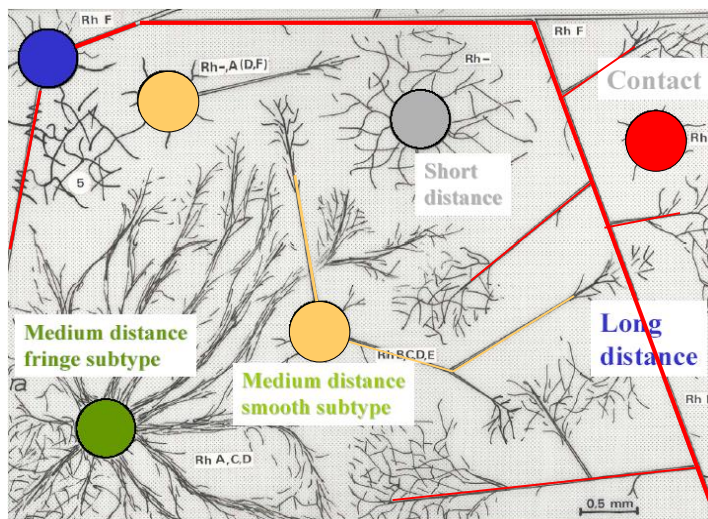 Rh F
Rh F
Rh-,A (D,F)
Rh-
Contact
Rh
5
Short
distance
Medium distance
fringe subtype
Long
distance
Rh B,C,D,E
Medium distance
smooth subtype
Rh A,C,D
0.5 mm